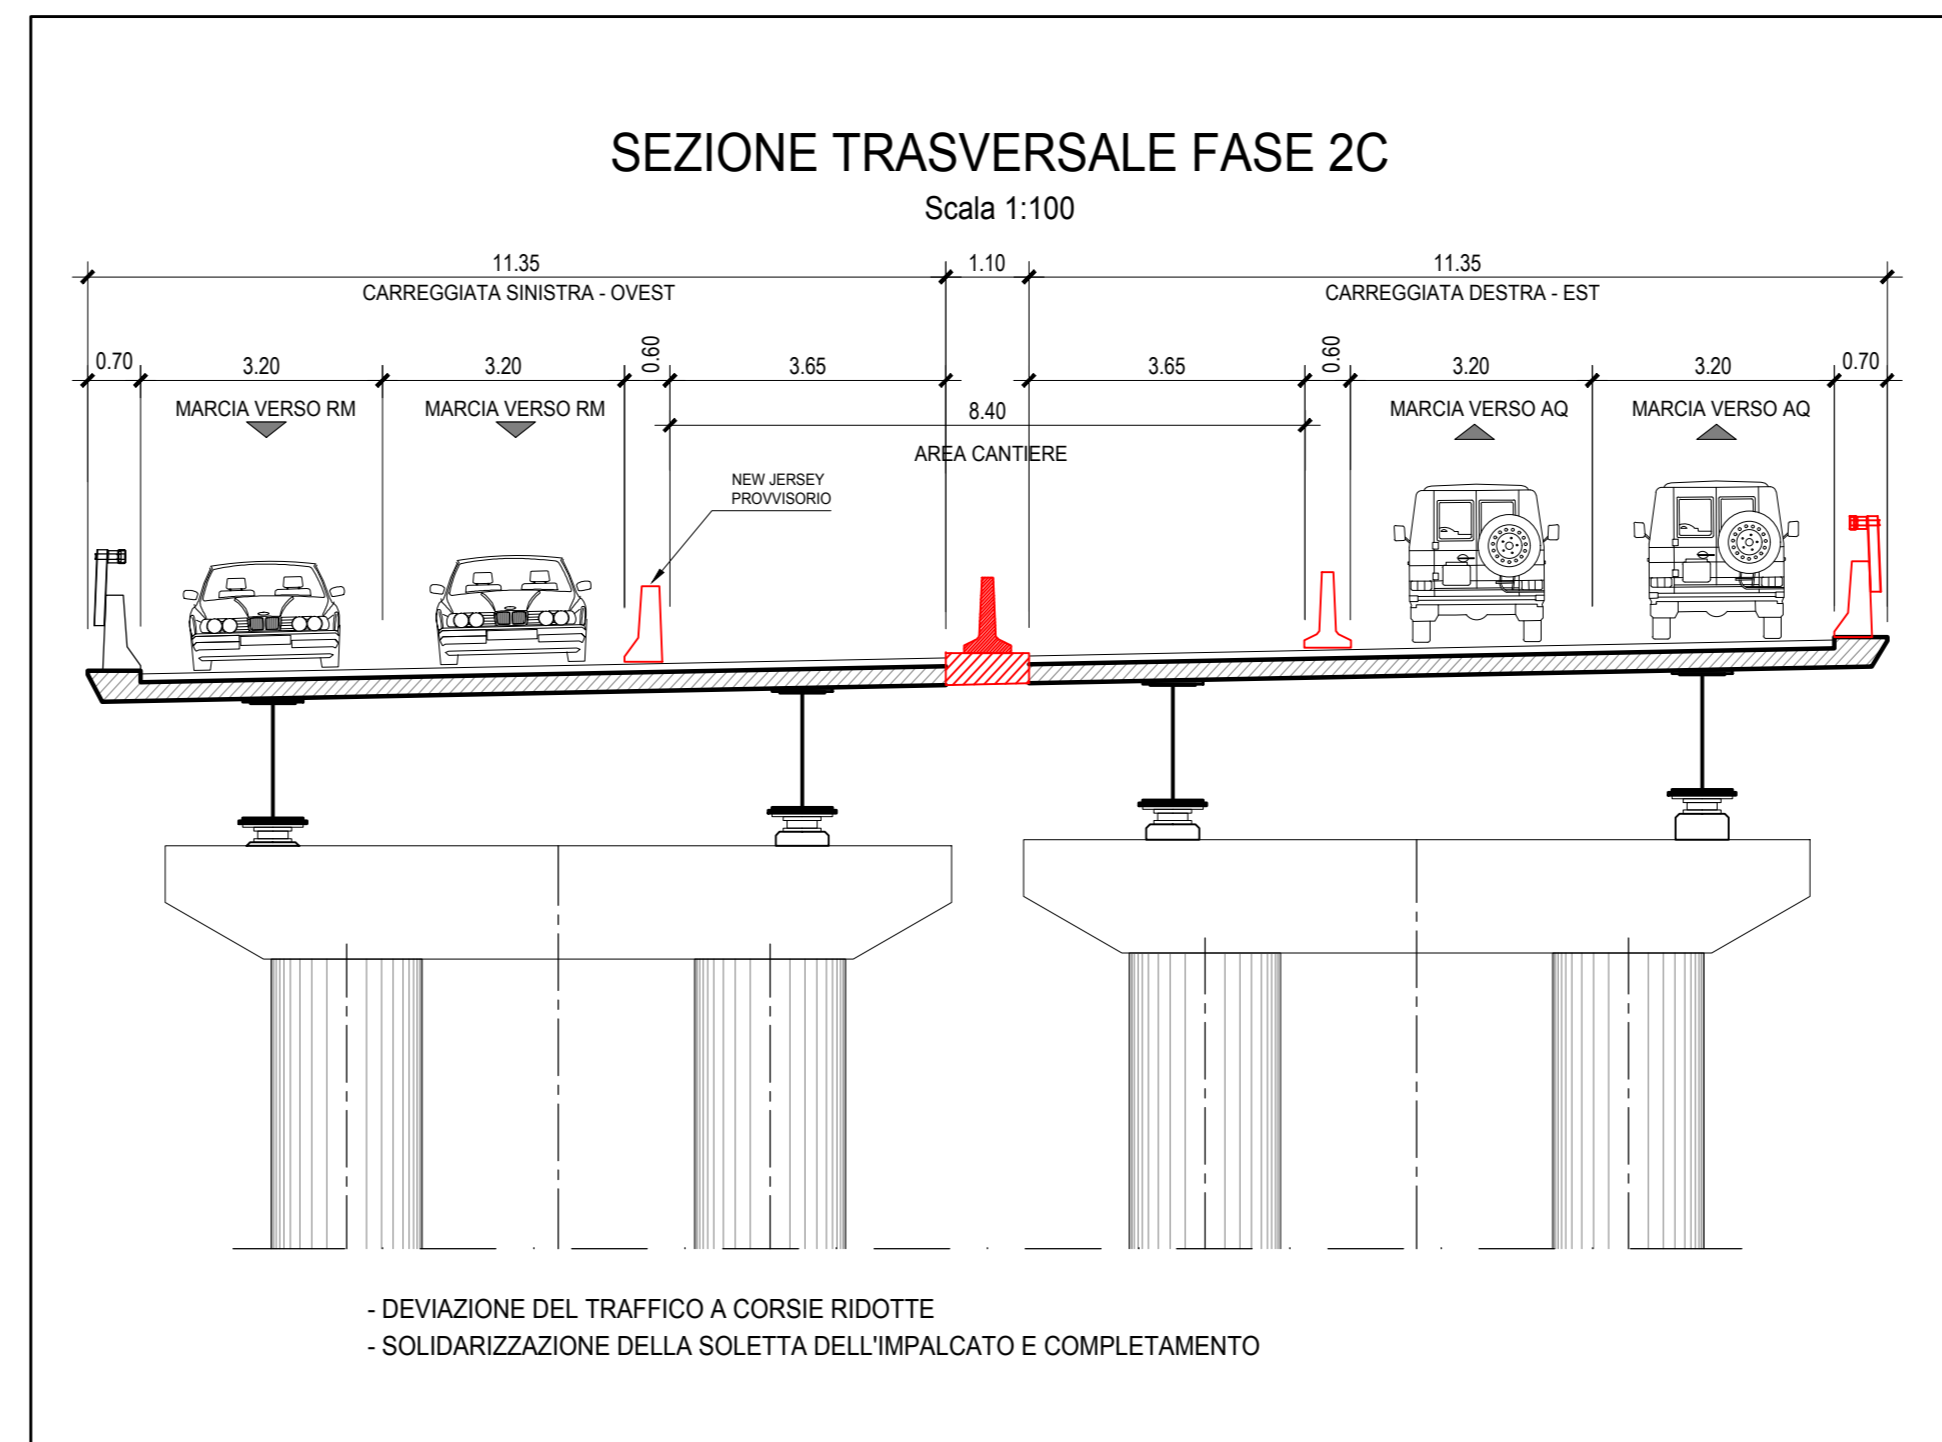 SEZIONE TRASVERSALE FASE 2C
Scala 1:100
11.35 1.10 11.35
CARREGGIATA SINISTRA - OVEST CARREGGIATA DESTRA - EST
0.70 3.20 3.20 0.60 3.65 3.65 0.60 3.20 3.20 0.70
MARCIA VERSO RM MARCIA VERSO RM 8.40 MARCIA VERSO AQ MARCIA VERSO AQ
AREA CANTIERE
NEW JERSEY
PROVVISORIO
- DEVIAZIONE DEL TRAFFICO A CORSIE RIDOTTE
- SOLIDARIZZAZIONE DELLA SOLETTA DELL'IMPALCATO E COMPLETAMENTO